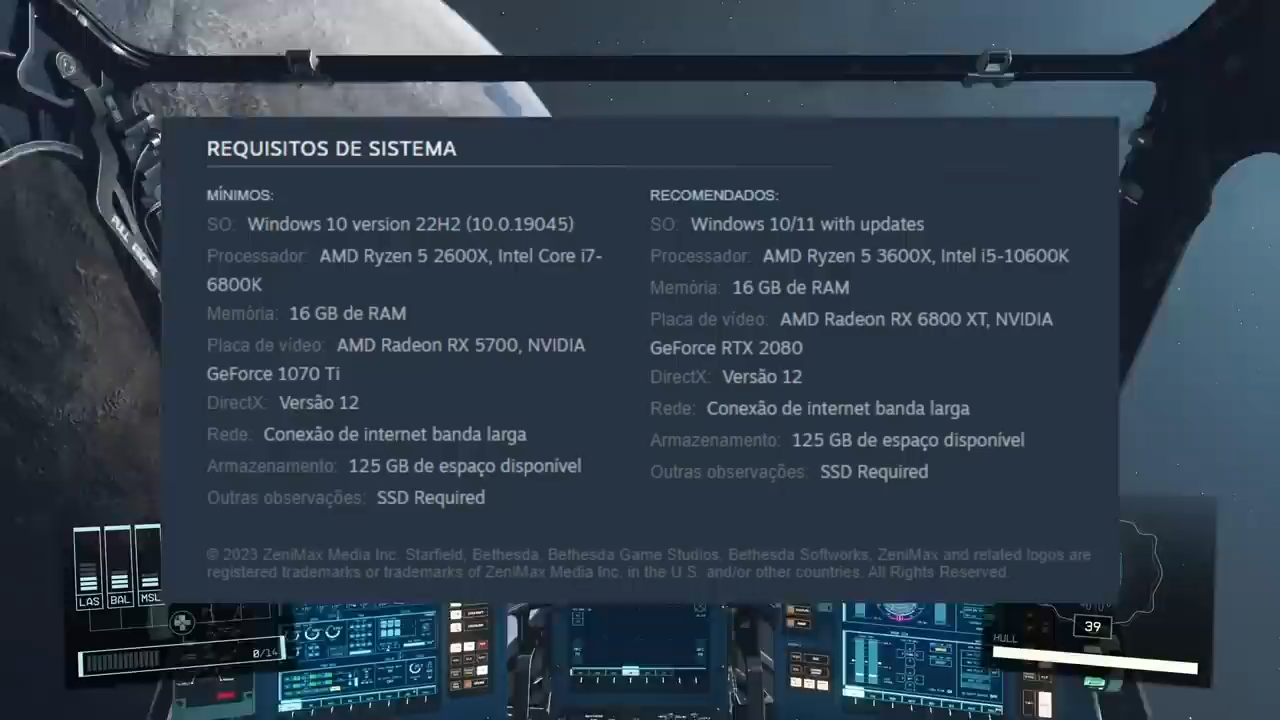 REQUISITOS DE SISTEMA
MÍNIMOS:
SO: Windows 10 version 22H2 (10.0.19045)
Processador: AMD Ryzen 5 2600X, Intel Core i7-
6800K
Memória: 16 GB de RAM
Placa de vídeo: AMD Radeon RX 5700, NVIDIA
GeForce 1070 Ti
DirectX: Versão 12
Rede: Conexão de internet banda larga
Armazenamento: 125 GB de espaço disponível
Outras observações: SSD Required
RECOMENDADOS:
SO: Windows 10/11 with updates
Processador: AMD Ryzen 5 3600X, Intel i5-10600K
Memória: 16 GB de RAM
Placa de vídeo: AMD Radeon RX 6800 XT, NVIDIA
GeForce RTX 2080
DirectX: Versão 12
Rede: Conexão de internet banda larga
Armazenamento: 125 GB de espaço disponível
Outras observações: SSD Required
© 2023 ZeniMax Media Inc. Starfield, Bethesda, Bethesda Game Studios, Bethesda Softworks, ZeniMax and related logos are
registered trademarks or trademarks of ZeniMax Media Inc. in the U.S. and/or other countries. All Rights Reserved.
LAS BAL MSL
0/14
39
HULL